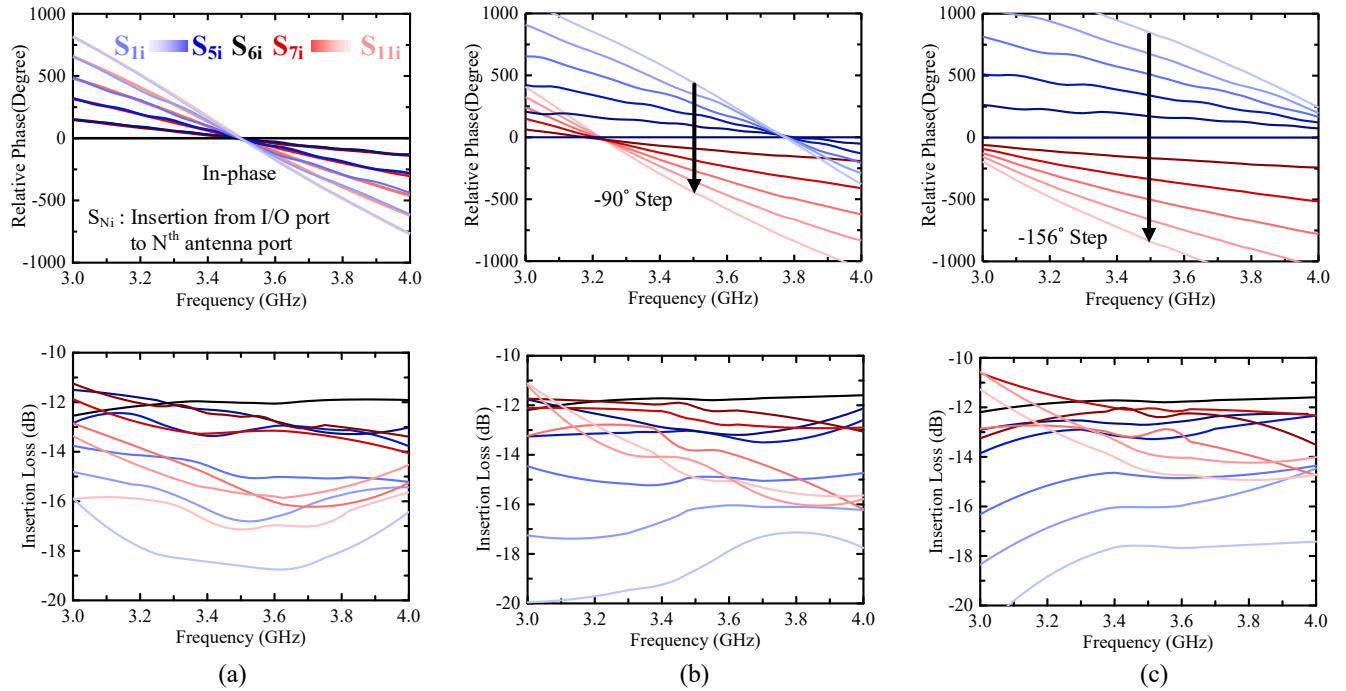 1000
500
0
-500
-1000
Relative Phase(Degree)
S1i S5i S6i S7i S11i
In-phase
SNi : Insertion from I/O port
to Nth antenna port
3.0 3.2 3.4 3.6 3.8 4.0
Frequency (GHz)
1000
500
0
-500
-1000
Relative Phase(Degree)
-90° Step
3.0 3.2 3.4 3.6 3.8 4.0
Frequency (GHz)
1000
500
0
-500
-1000
Relative Phase(Degree)
-156° Step
3.0 3.2 3.4 3.6 3.8 4.0
Frequency (GHz)
-10
-12
-14
-16
-18
-20
Insertion Loss (dB)
3.0 3.2 3.4 3.6 3.8 4.0
Frequency (GHz)
(a)
-10
-12
-14
-16
-18
-20
Insertion Loss (dB)
3.0 3.2 3.4 3.6 3.8 4.0
Frequency (GHz)
(b)
-10
-12
-14
-16
-18
-20
Insertion Loss (dB)
3.0 3.2 3.4 3.6 3.8 4.0
Frequency (GHz)
(c)